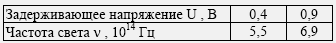 Задерживающее напряжение U , В 0,4 0,9
Частота света ν , 10¹⁴ Гц 5,5 6,9